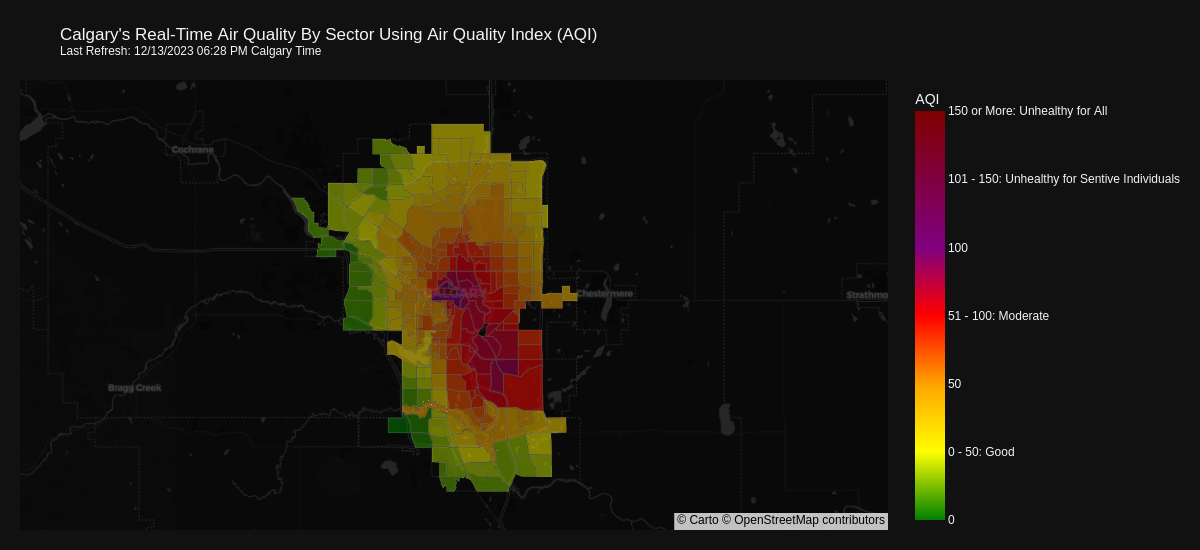 Calgary's Real-Time Air Quality By Sector Using Air Quality Index (AQI)
Last Refresh: 12/13/2023 06:28 PM Calgary Time
AQI
150 or More: Unhealthy for All
Cochrane
101 - 150: Unhealthy for Sentive Individuals
100
CALGARY
Chestermere
Strathmo
51 - 100: Moderate
50
Bragg Creek
0 - 50: Good
0
© Carto © OpenStreetMap contributors